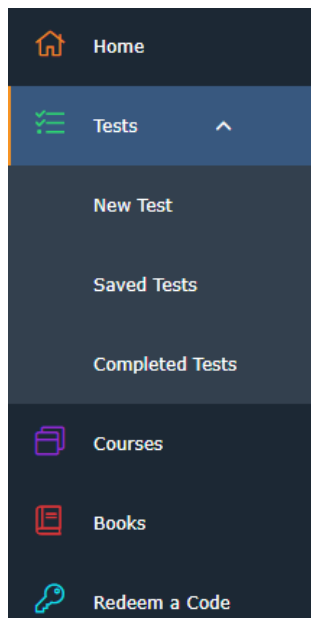 Home
Tests
New Test
Saved Tests
Completed Tests
Courses
Books
Redeem a Code